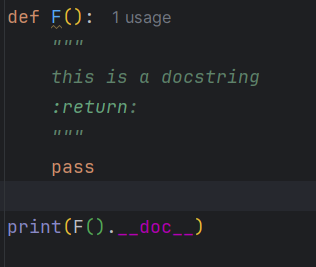 def F():  1 usage
    """
    this is a docstring
    :return:
    """
    pass

print(F().__doc__)